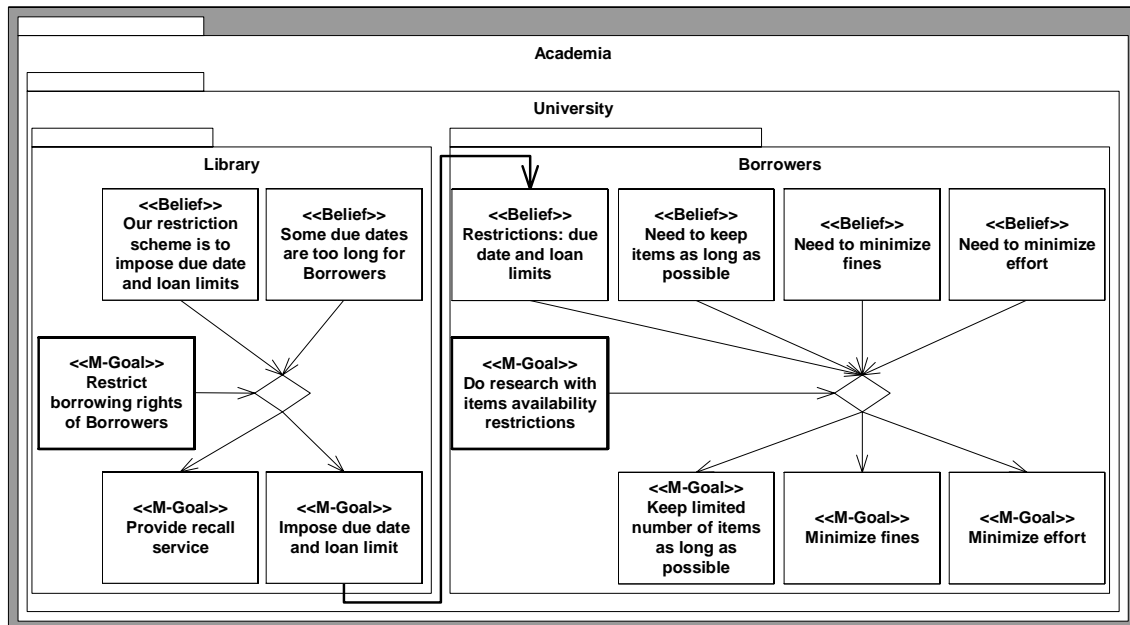 Academia
University
Library
Borrowers
<<Belief>>
Our restriction
scheme is to
impose due date
and loan limits
<<Belief>>
Some due dates
are too long for
Borrowers
<<Belief>>
Restrictions: due
date and loan
limits
<<Belief>>
Need to keep
items as long as
possible
<<Belief>>
Need to minimize
fines
<<Belief>>
Need to minimize
effort
<<M-Goal>>
Restrict
borrowing rights
of Borrowers
<<M-Goal>>
Do research with
items availability
restrictions
<<M-Goal>>
Provide recall
service
<<M-Goal>>
Impose due date
and loan limit
<<M-Goal>>
Keep limited
number of items
as long as
possible
<<M-Goal>>
Minimize fines
<<M-Goal>>
Minimize effort